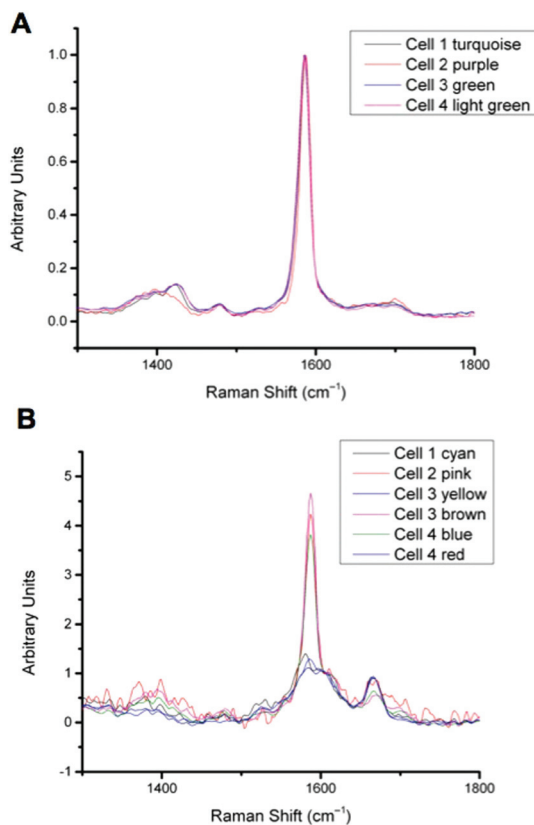 A
Cell 1 turquoise
Cell 2 purple
Cell 3 green
Cell 4 light green
1.0
0.8
0.6
0.4
0.2
0.0
Arbitrary Units
1400
1600
1800
Raman Shift (cm⁻¹)
B
Cell 1 cyan
Cell 2 pink
Cell 3 yellow
Cell 3 brown
Cell 4 blue
Cell 4 red
5
4
3
2
1
0
-1
Arbitrary Units
1400
1600
1800
Raman Shift (cm⁻¹)